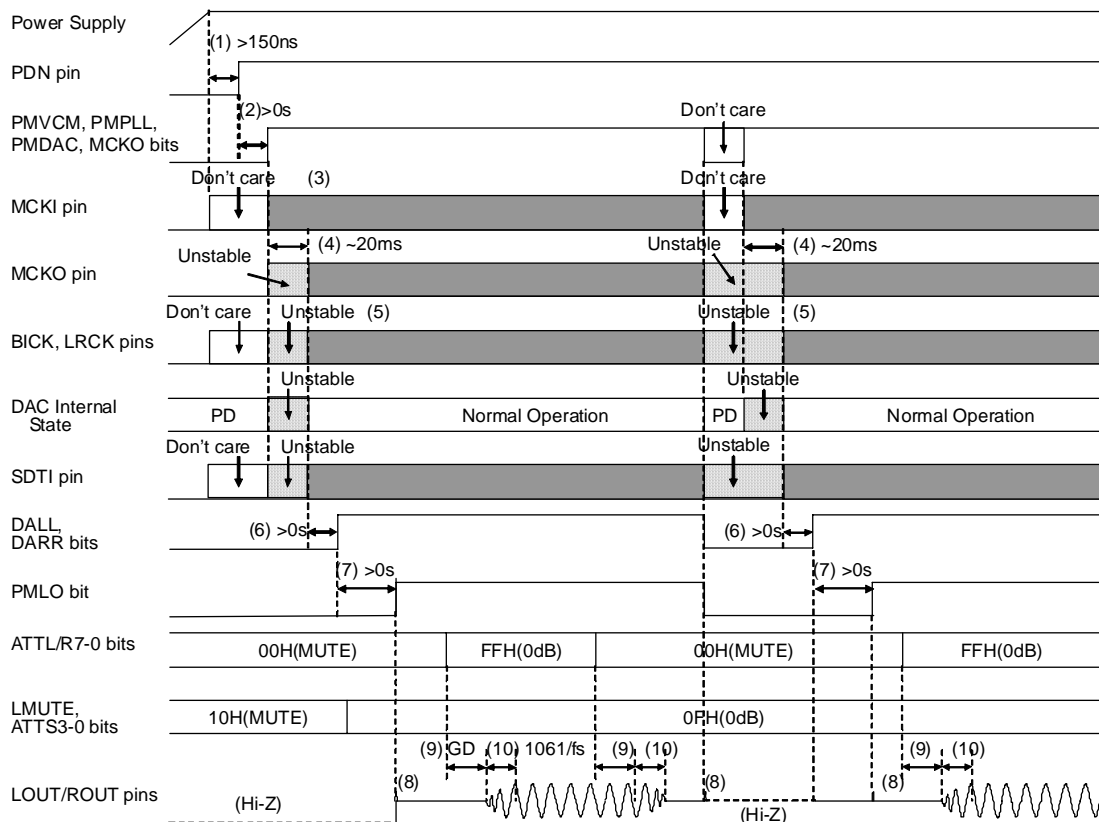 Power Supply
(1) >150ns
PDN pin
(2)>0s
Don't care
PMVCM, PMPLL,
PMDAC, MCKO bits
Don't care (3)
Don't care
MCKI pin
(4) ~20ms
Unstable
(4) ~20ms
Unstable
MCKO pin
Don't care
Unstable (5)
Unstable
(5)
BICK, LRCK pins
Unstable
Unstable
DAC Internal
State
PD
Normal Operation
PD
Normal Operation
Don't care
Unstable
Unstable
SDTI pin
DALL,
DARR bits
(6) >0s
(6) >0s
(7) >0s
(7) >0s
PMLO bit
ATTL/R7-0 bits
00H(MUTE)
FFH(0dB)
00H(MUTE)
FFH(0dB)
LMUTE,
ATTS3-0 bits
10H(MUTE)
0FH(0dB)
(9) GD
(10) 1061/fs
(9)
(10)
(9)
(10)
(8)
(8)
(8)
LOUT/ROUT pins
(Hi-Z)
(Hi-Z)